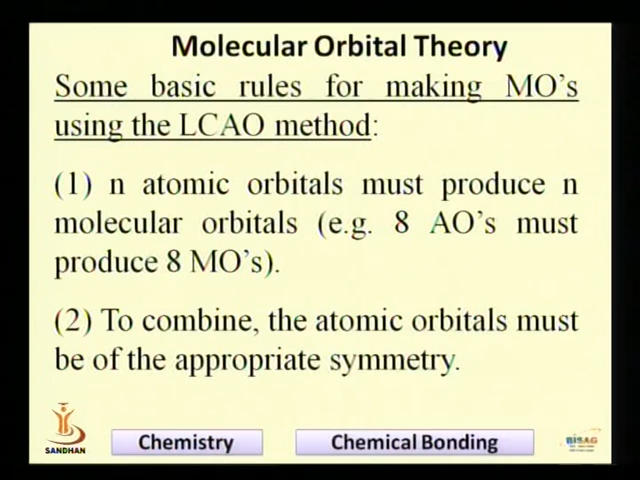 Molecular Orbital Theory
Some basic rules for making MO's
using the LCAO method:
(1) n atomic orbitals must produce n
molecular orbitals (e.g. 8 AO's must
produce 8 MO's).
(2) To combine, the atomic orbitals must
be of the appropriate symmetry.
SANDHAN
Chemistry
Chemical Bonding
BISAG